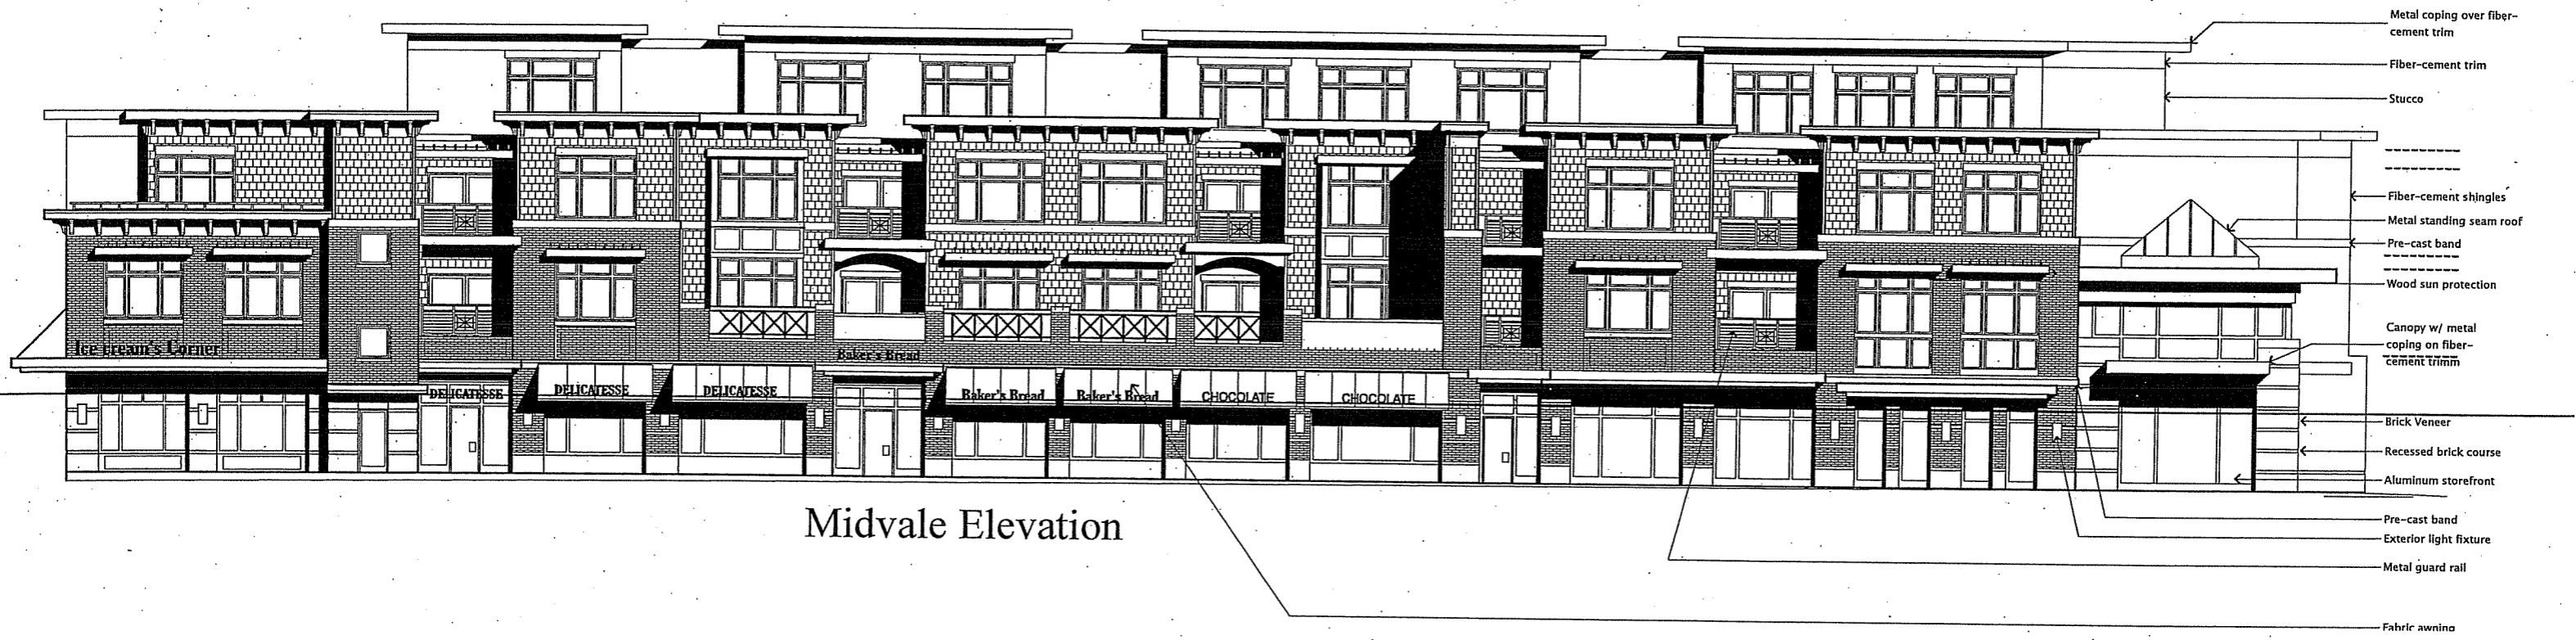 Metal coping over fiber-
cement trim
Fiber-cement trim
Stucco
Fiber-cement shingles
Metal standing seam roof
Pre-cast band
Wood sun protection
Canopy w/ metal
coping on fiber-
cement trimm
Brick Veneer
Recessed brick course
Aluminum storefront
Pre-cast band
Exterior light fixture
Metal guard rail
Fabric awning
Ice cream's Corner
Baker's Bread
DELICATESSE
DELICATESSE
DELICATESSE
Baker's Bread
Baker's Bread
CHOCOLATE
CHOCOLATE
Midvale Elevation